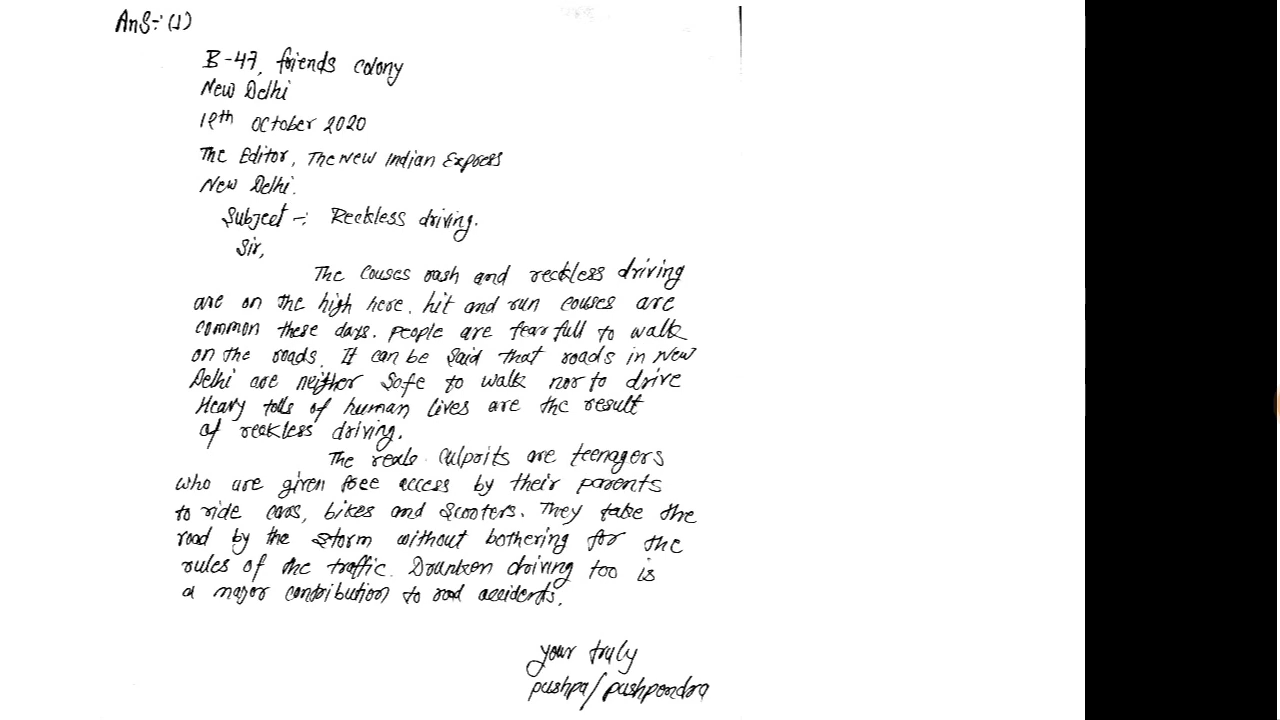 Ans:- (1)
B-47, friends colony
New Delhi
18th October 2020
The Editor, The New Indian Express
New Delhi.
Subject :- Reckless driving.
Sir,
The couses rash and reckless driving
are on the high here. hit and run couses are
common these days. People are fearfull to walk
on the roads. It can be said that roads in New
Delhi are neither safe to walk nor to drive
Heavy tolls of human lives are the result
of reckless driving.
The reals culprits are teenagers
who are given free access by their parents
to ride cars, bikes and scooters. They take the
road by the storm without bothering for the
rules of the traffic. Drunken driving too is
a major contribution to road accidents.
your truly
pushpa/pushpendra